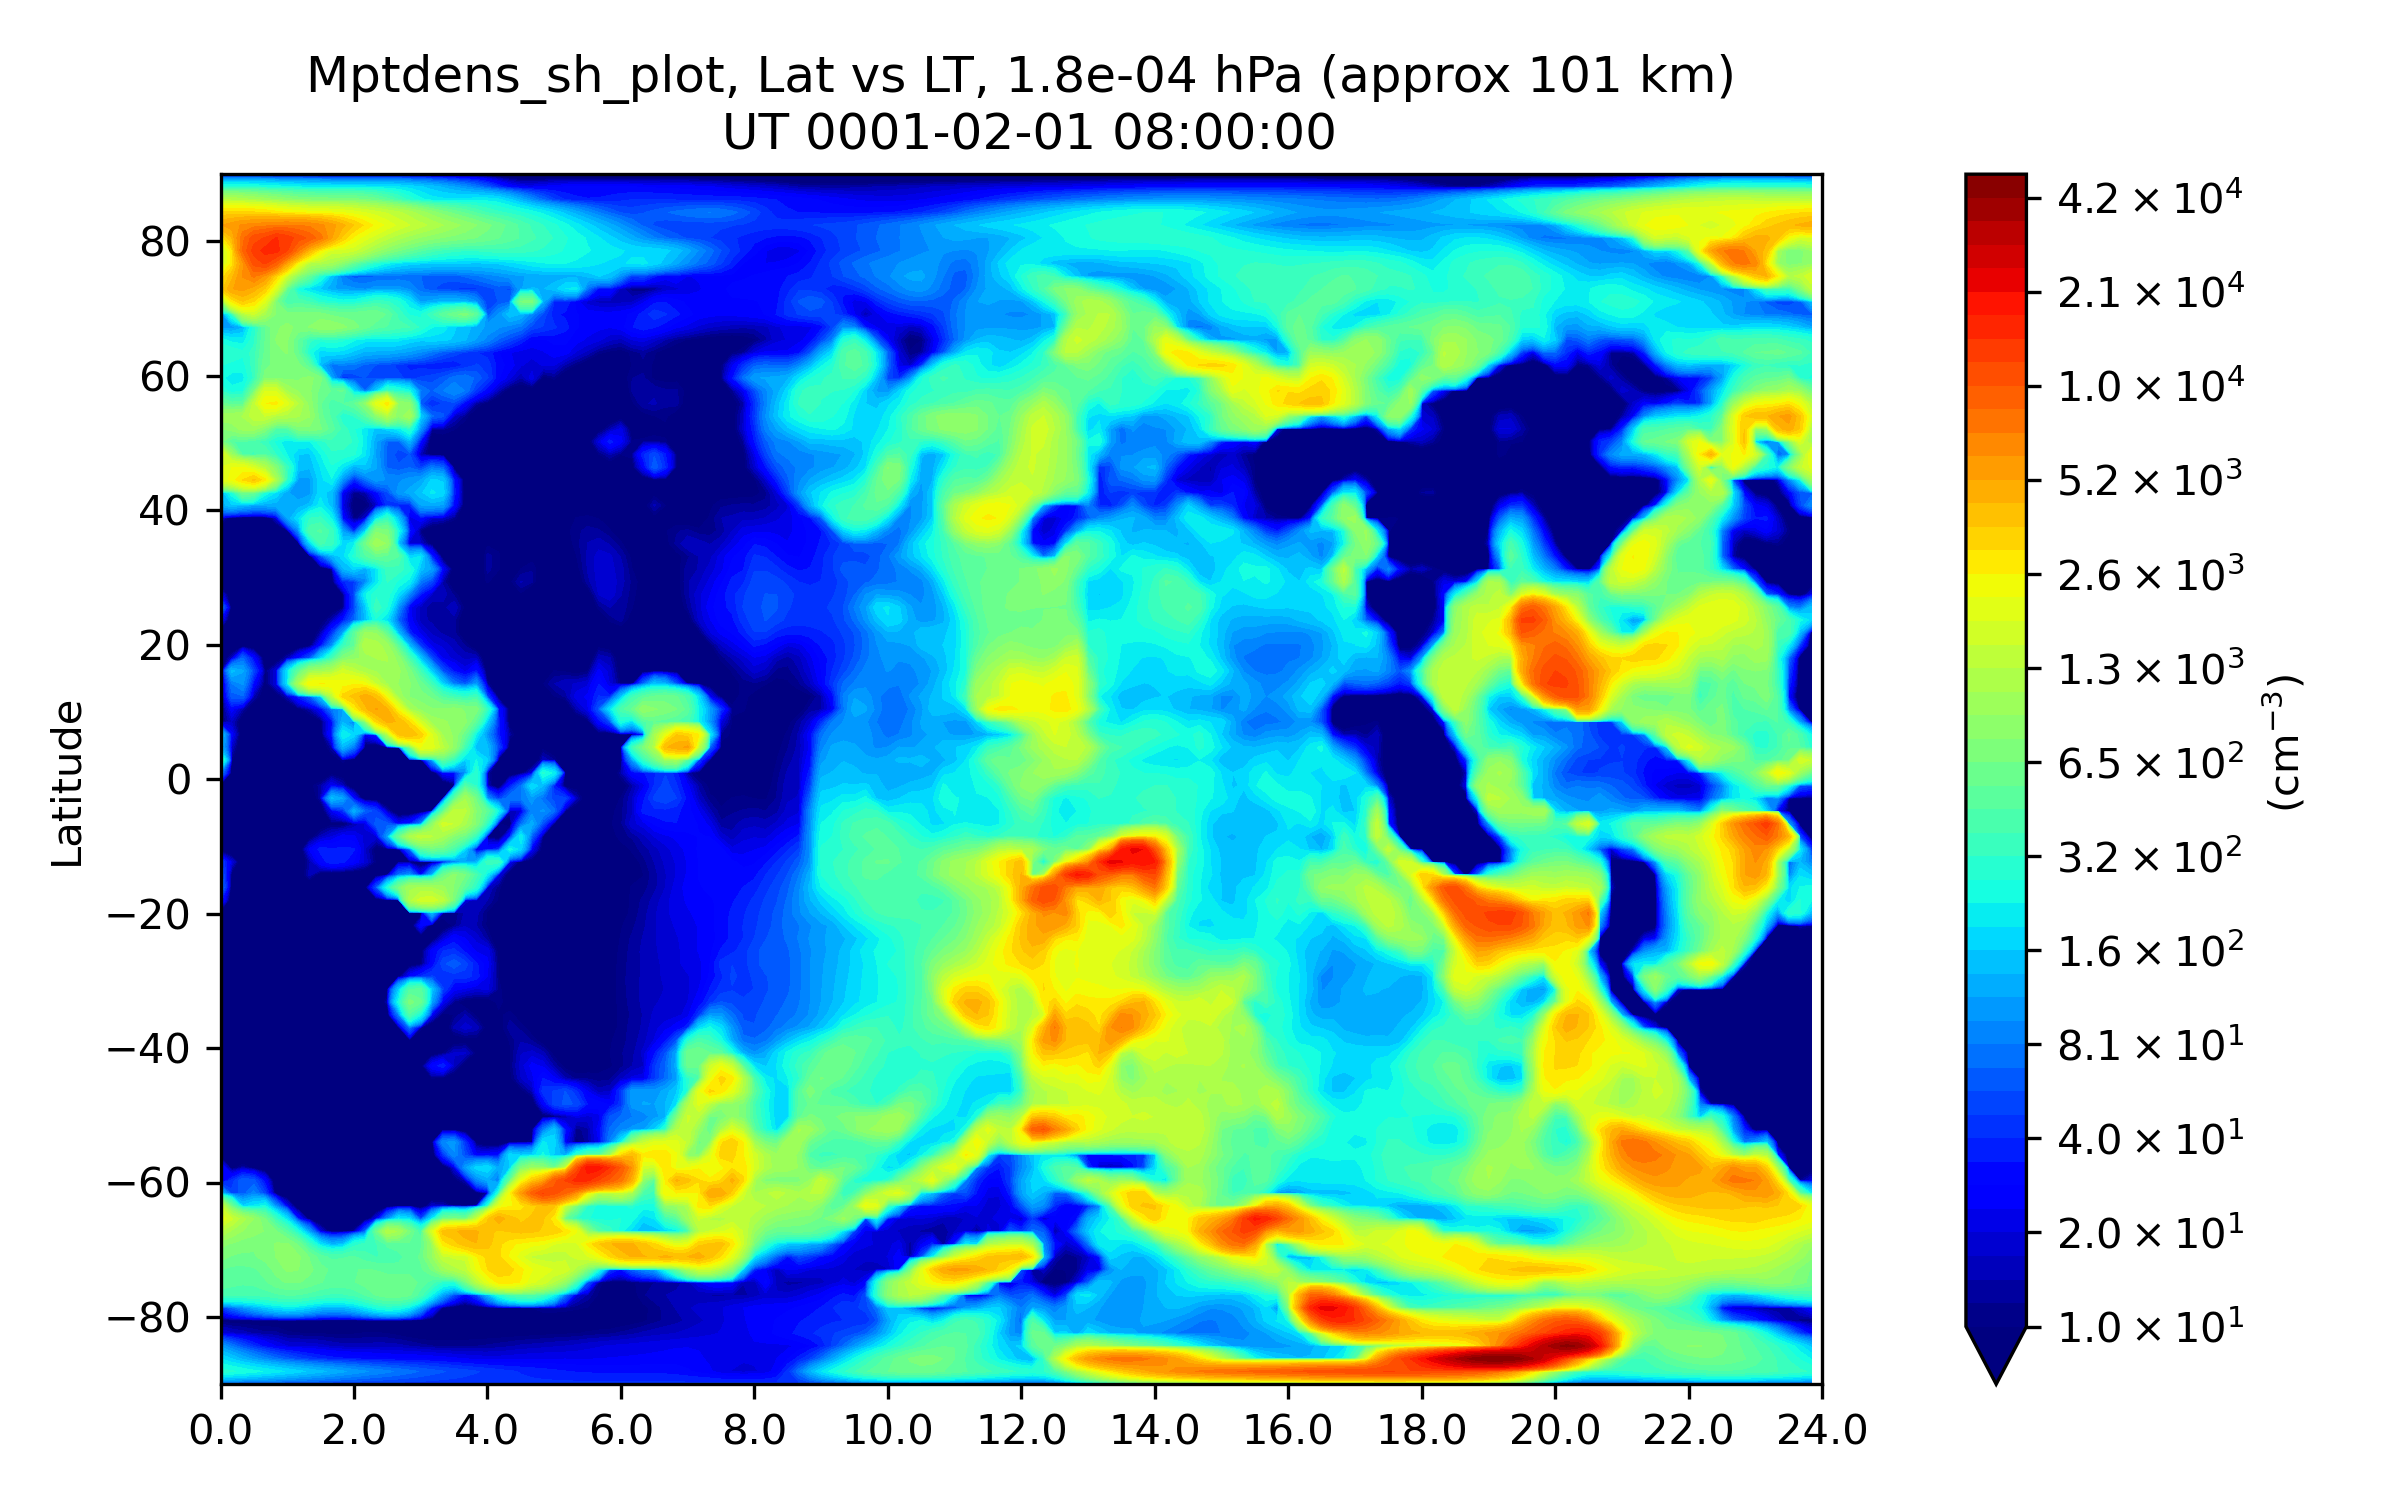 Mptdens_sh_plot, Lat vs LT, 1.8e-04 hPa (approx 101 km)
UT 0001-02-01 08:00:00
Latitude
80
60
40
20
0
−20
−40
−60
−80
0.0 2.0 4.0 6.0 8.0 10.0 12.0 14.0 16.0 18.0 20.0 22.0 24.0
4.2 × 10⁴
2.1 × 10⁴
1.0 × 10⁴
5.2 × 10³
2.6 × 10³
1.3 × 10³
6.5 × 10²
3.2 × 10²
1.6 × 10²
8.1 × 10¹
4.0 × 10¹
2.0 × 10¹
1.0 × 10¹
(cm⁻³)